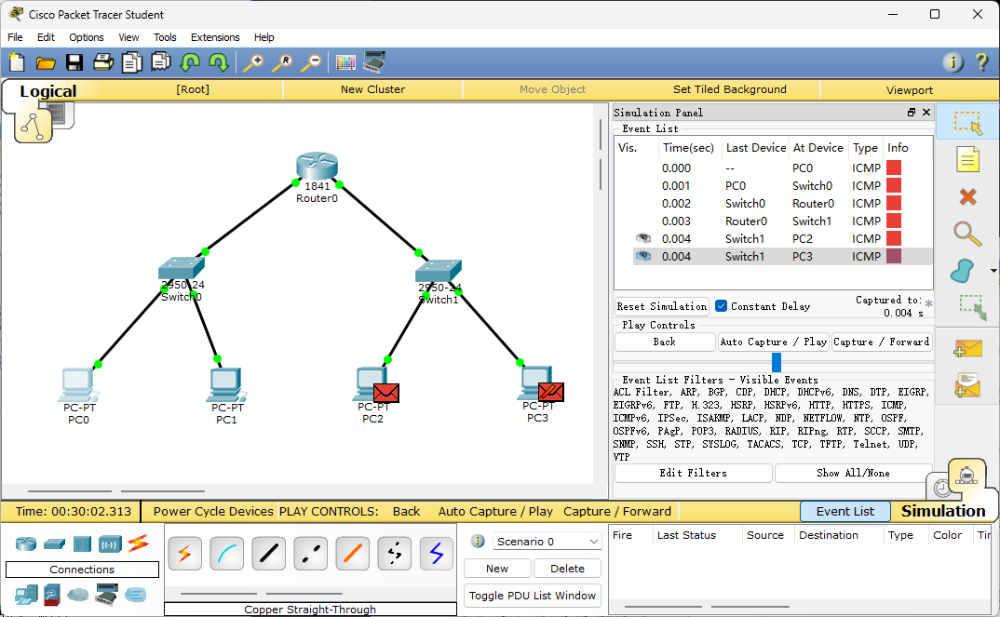 Cisco Packet Tracer Student
File Edit Options View Tools Extensions Help
Logical [Root] New Cluster Move Object Set Tiled Background Viewport
Simulation Panel
Event List
Vis. Time(sec) Last Device At Device Type Info
0.000 -- PC0 ICMP
0.001 PC0 Switch0 ICMP
0.002 Switch0 Router0 ICMP
0.003 Router0 Switch1 ICMP
0.004 Switch1 PC2 ICMP
0.004 Switch1 PC3 ICMP
1841
Router0
2950-24
Switch0
2950-24
Switch1
PC-PT
PC0
PC-PT
PC1
PC-PT
PC2
PC-PT
PC3
Reset Simulation Constant Delay Captured to: *
0.004 s
Play Controls
Back Auto Capture / Play Capture / Forward
Event List Filters - Visible Events
ACL Filter, ARP, BGP, CDP, DHCP, DHCPv6, DNS, DTP, EIGRP,
EIGRPv6, FTP, H.323, HSRP, HSRPv6, HTTP, HTTPS, ICMP,
ICMPv6, IPSec, ISAKMP, LACP, NDP, NETFLOW, NTP, OSPF,
OSPFv6, PAgP, POP3, RADIUS, RIP, RIPng, RTP, SCCP, SMTP,
SNMP, SSH, STP, SYSLOG, TACACS, TCP, TFTP, Telnet, UDP,
VTP
Edit Filters Show All/None
Time: 00:30:02.313 Power Cycle Devices PLAY CONTROLS: Back Auto Capture / Play Capture / Forward Event List Simulation
Connections
Copper Straight-Through
Scenario 0
New Delete
Toggle PDU List Window
Fire Last Status Source Destination Type Color Tir